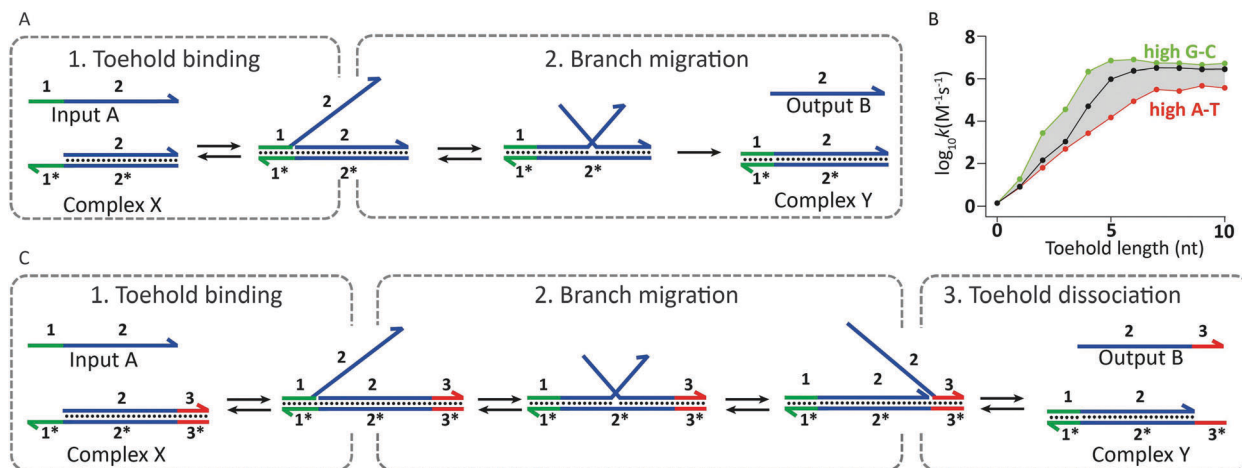 A
1. Toehold binding
2. Branch migration
1 2
Input A
2
1* 2*
Complex X
2
1 2
1* 2*
1
1* 2*
2
Output B
1 2
1* 2*
Complex Y
B
log10k(M-1s-1)
8
6
4
2
0
high G-C
high A-T
0 5 10
Toehold length (nt)
C
1. Toehold binding
2. Branch migration
3. Toehold dissociation
1 2
Input A
2 3
1* 2* 3*
Complex X
2
1 2 3
1* 2* 3*
1 3
1* 2* 3*
2
1 2 3
1* 2* 3*
2 3
Output B
1 2
1* 2* 3*
Complex Y